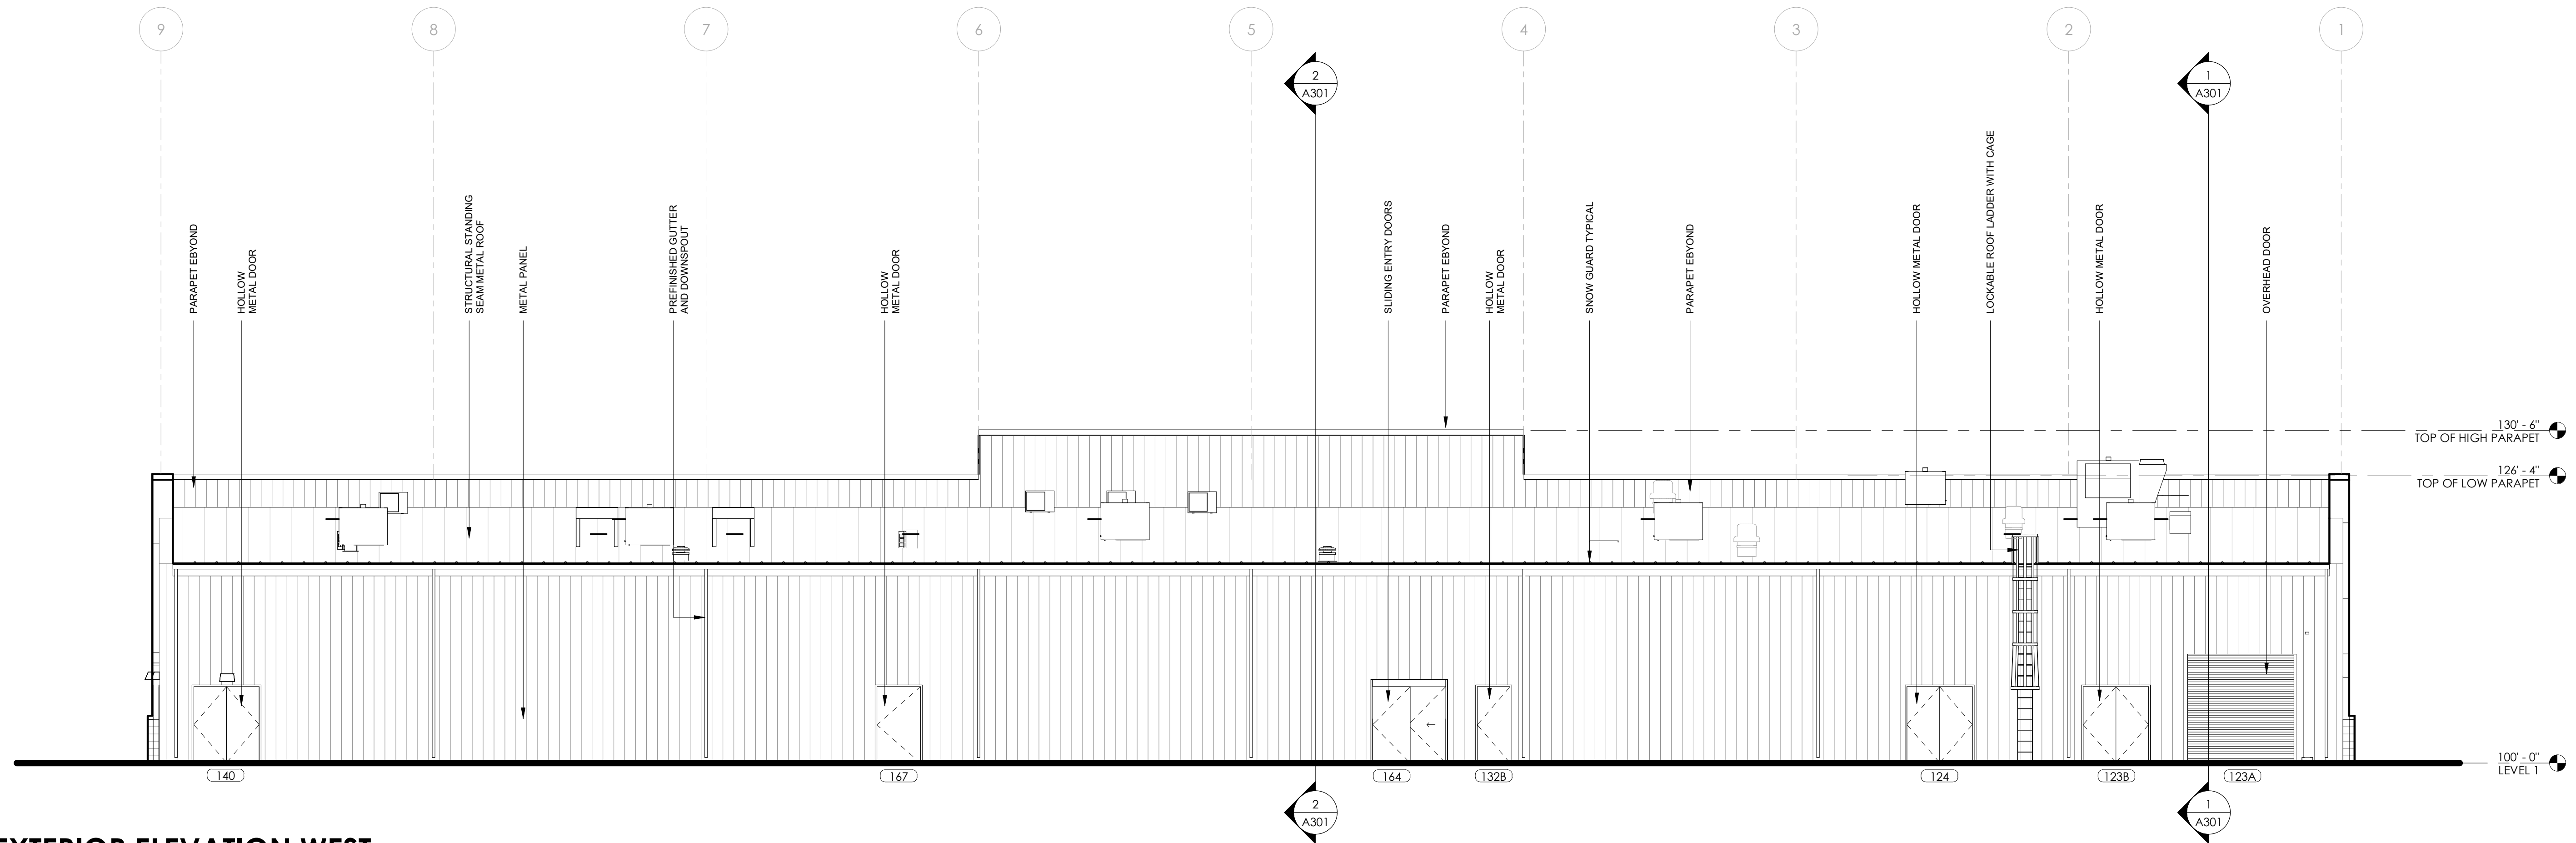 9
8
7
6
5
4
3
2
1
2
A301
1
A301
PARAPET EBYOND
HOLLOW
METAL DOOR
STRUCTURAL STANDING
SEAM METAL ROOF
METAL PANEL
PREFINISHED GUTTER
AND DOWNSPOUT
HOLLOW
METAL DOOR
SLIDING ENTRY DOORS
PARAPET EBYOND
HOLLOW
METAL DOOR
SNOW GUARD TYPICAL
PARAPET EBYOND
HOLLOW METAL DOOR
LOCKABLE ROOF LADDER WITH CAGE
HOLLOW METAL DOOR
OVERHEAD DOOR
130' - 6"
TOP OF HIGH PARAPET
126' - 4"
TOP OF LOW PARAPET
100' - 0"
LEVEL 1
140
167
164
132B
124
123B
123A
2
A301
1
A301
EXTERIOR ELEVATION WEST